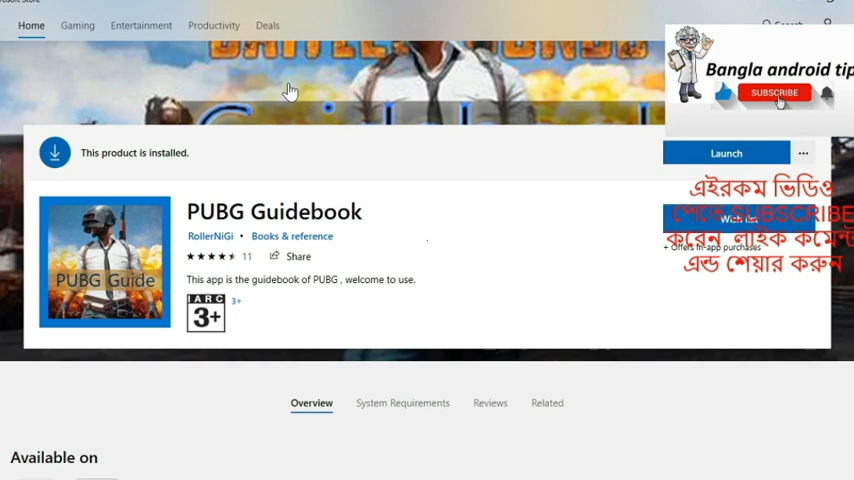 Home Gaming Entertainment Productivity Deals
Bangla android tip
SUBSCRIBE
This product is installed.
Launch
PUBG Guidebook
RollerNiGi • Books & reference
11 Share
This app is the guidebook of PUBG , welcome to use.
IARC
3+
3+
PUBG Guide
Wish list
+ Offers in-app purchases
এইরকম ভিডিও
পেতে SUBSCRIBE
করেন লাইক কমেন্ট
এন্ড শেয়ার করুন
Overview System Requirements Reviews Related
Available on